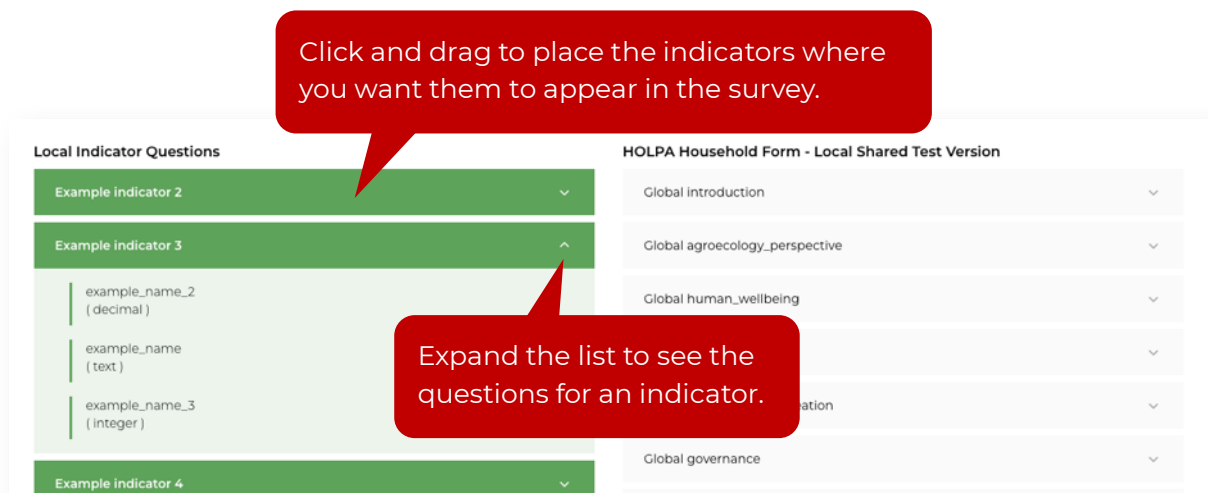 Click and drag to place the indicators where
you want them to appear in the survey.
Local Indicator Questions
Example indicator 2
Example indicator 3
example_name_2
( decimal )
example_name
( text )
example_name_3
( integer )
Example indicator 4
Expand the list to see the
questions for an indicator.
HOLPA Household Form - Local Shared Test Version
Global introduction
Global agroecology_perspective
Global human_wellbeing
Global governance